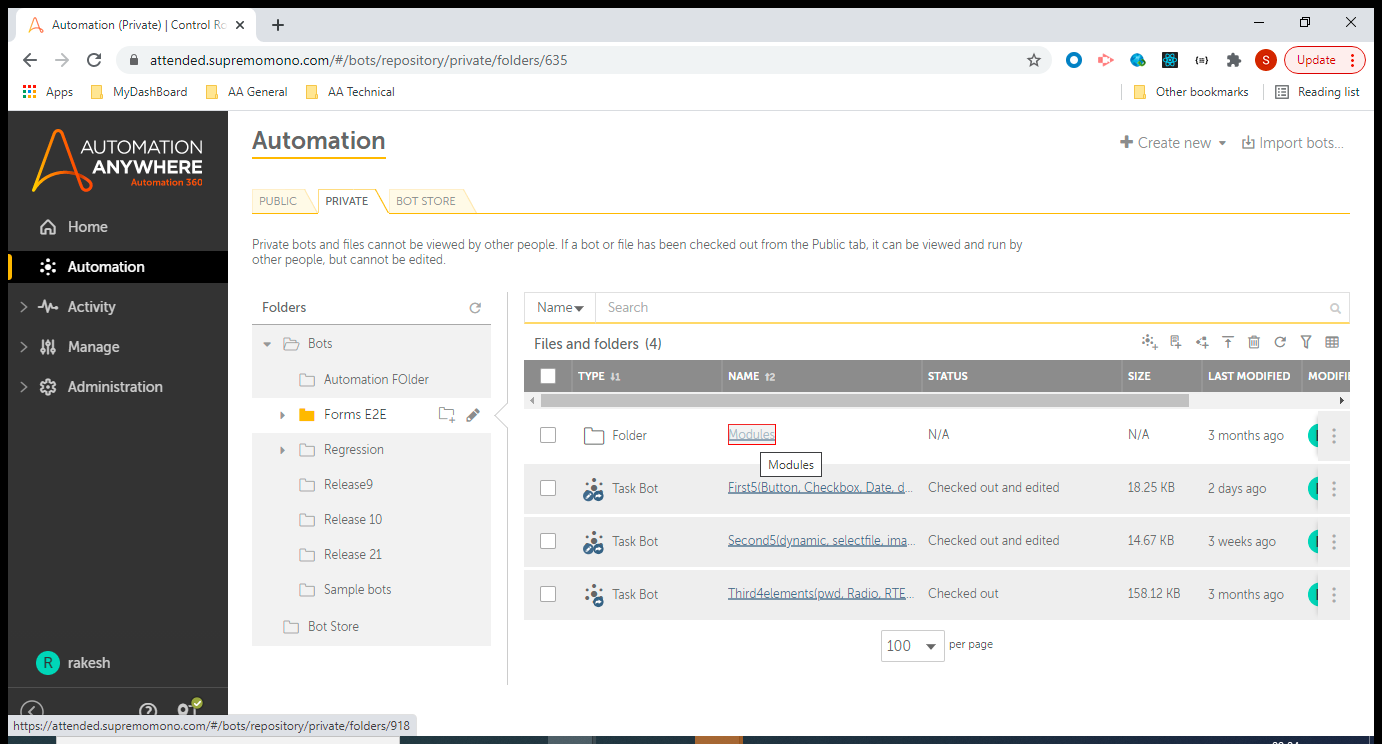 Automation (Private) | Control Ro
attended.supremomono.com/#/bots/repository/private/folders/635
S
Update
Apps
MyDashBoard
AA General
AA Technical
Other bookmarks
Reading list
AUTOMATION
ANYWHERE
Automation 360
Home
Automation
Activity
Manage
Administration
R
rakesh
https://attended.supremomono.com/#/bots/repository/private/folders/918
Automation
Create new
Import bots...
PUBLIC
PRIVATE
BOT STORE
Private bots and files cannot be viewed by other people. If a bot or file has been checked out from the Public tab, it can be viewed and run by
other people, but cannot be edited.
Folders
Bots
Automation FOlder
Forms E2E
Regression
Release9
Release 10
Release 21
Sample bots
Bot Store
Name
Search
Files and folders (4)
TYPE ↓1 NAME ↑2 STATUS SIZE LAST MODIFIED MODIFI
Folder Modules N/A N/A 3 months ago
Modules
Task Bot First5(Button, Checkbox, Date, d... Checked out and edited 18.25 KB 2 days ago
Task Bot Second5(dynamic, selectfile, ima... Checked out and edited 14.67 KB 3 weeks ago
Task Bot Third4elements(pwd, Radio, RTE... Checked out 158.12 KB 3 months ago
100 per page